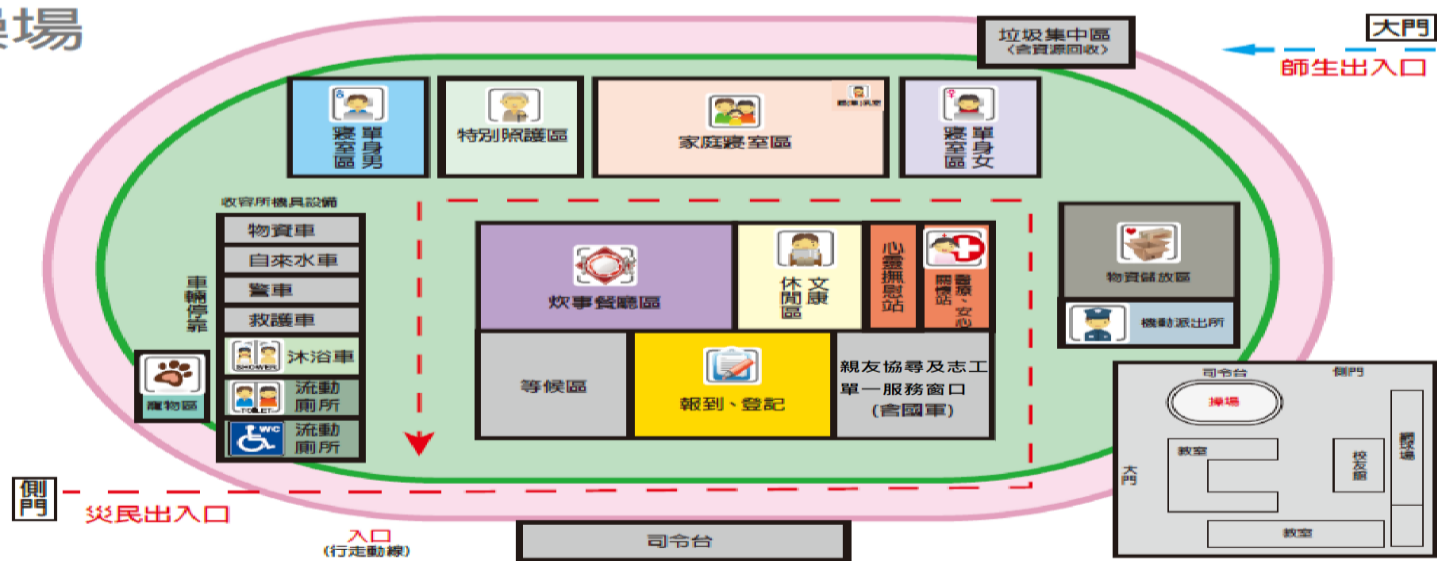 操場
垃圾集中區
(含資源回收)
大門
師生出入口
單身男
寢室區
特別照護區
家庭寢室區
單身女
寢室區
收容所機具設備
物資車
自來水車
警車
救護車
SHOWER
沐浴車
TOILET
流動
廁所
WC
流動
廁所
車輛停靠
寵物區
炊事餐廳區
文康
休閒區
心靈撫慰站
醫療、安心
關懷站
等候區
報到、登記
親友協尋及志工
單一服務窗口
(含國軍)
物資儲放區
機動派出所
側門
災民出入口
入口
(行走動線)
司令台
司令台
側門
操場
教室
大門
校友館
網球場
教室